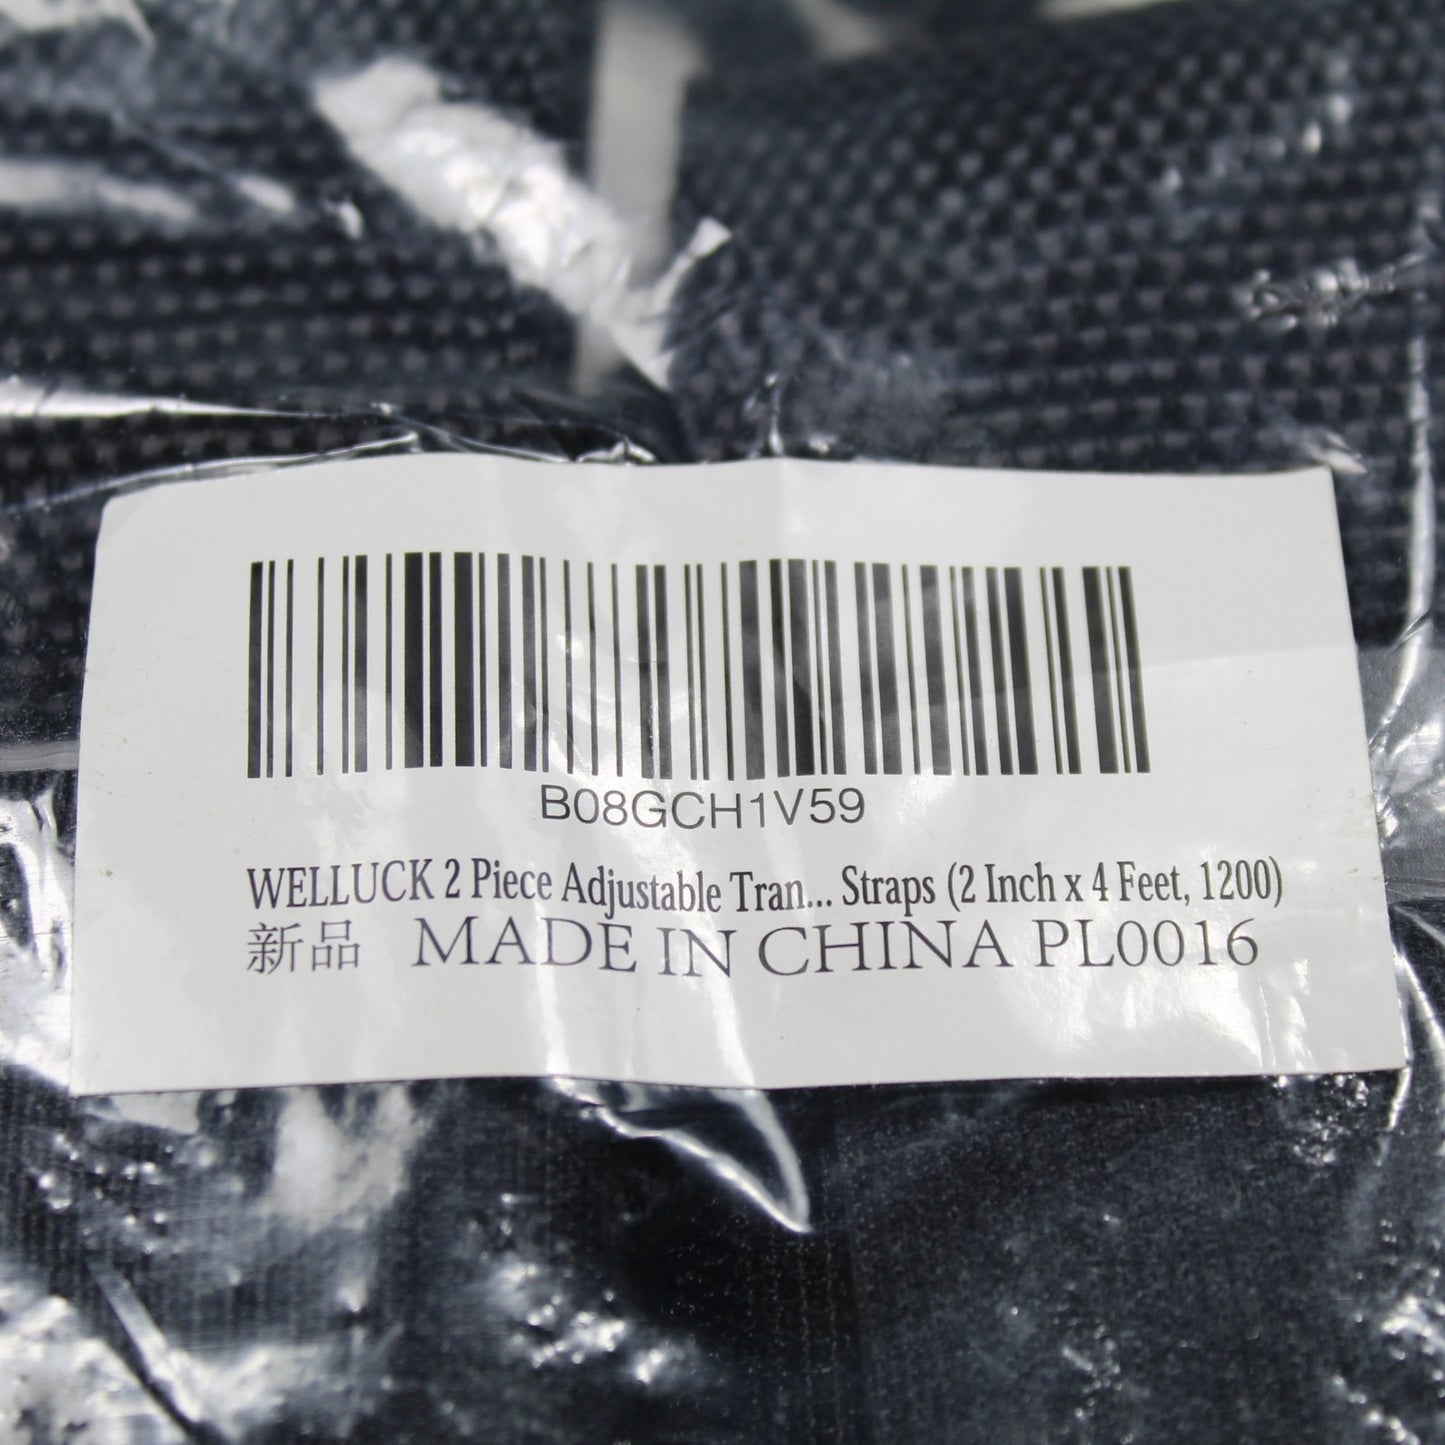 B08GCH1V59
WELLUCK 2 Piece Adjustable Tran... Straps (2 Inch x 4 Feet, 1200)
新品 MADE IN CHINA PL0016